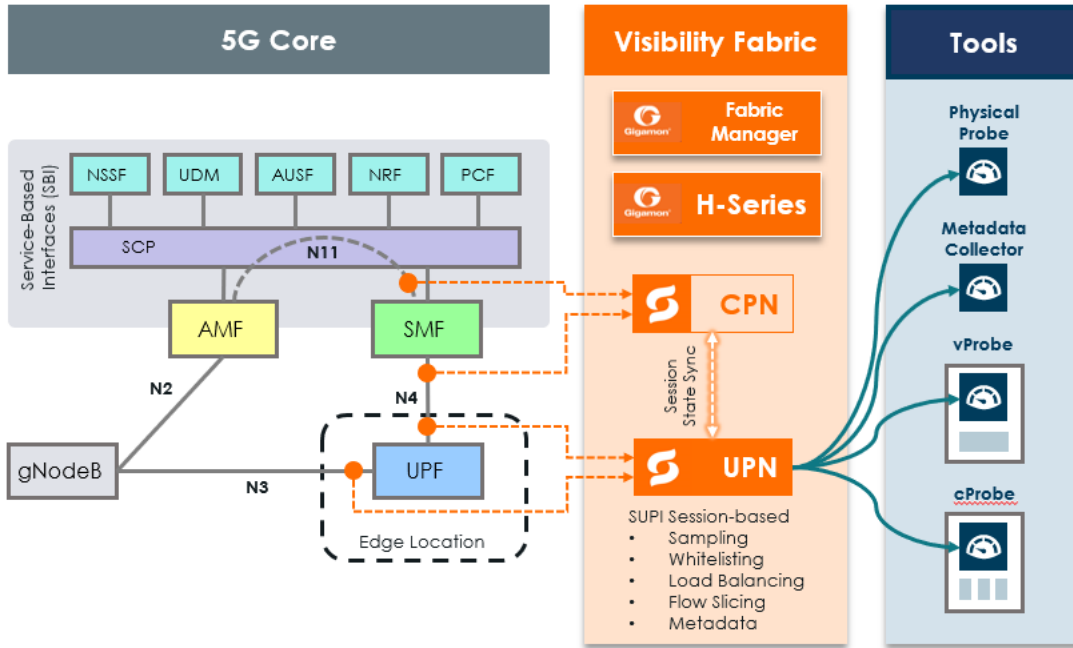 5G Core
Service-Based
Interfaces (SBI)
NSSF
UDM
AUSF
NRF
PCF
SCP
N11
AMF
SMF
N2
N4
gNodeB
N3
UPF
Edge Location
Visibility Fabric
Gigamon®
Fabric
Manager
Gigamon®
H-Series
CPN
Session
State Sync
UPN
SUPI Session-based
• Sampling
• Whitelisting
• Load Balancing
• Flow Slicing
• Metadata
Tools
Physical
Probe
Metadata
Collector
vProbe
cProbe